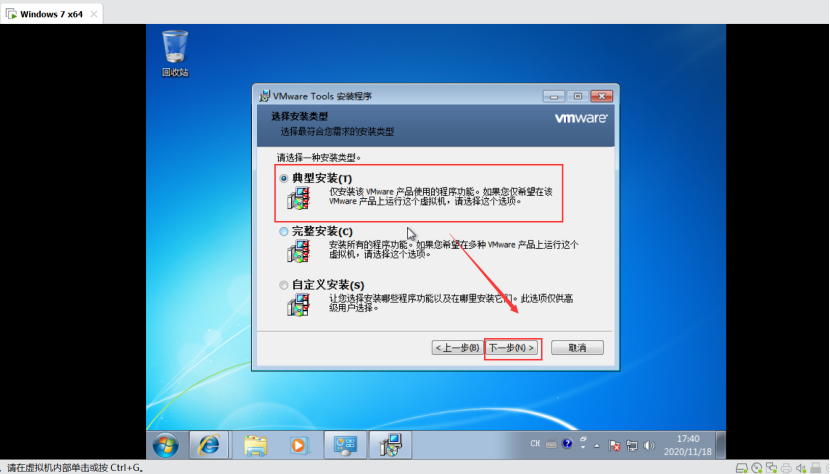 Windows 7 x64
回收站
VMware Tools 安装程序
选择安装类型
选择最符合您需求的安装类型
vmware
请选择一种安装类型。
典型安装(T)
仅安装该 VMware 产品使用的程序功能。如果您仅希望在该
VMware 产品上运行这个虚拟机，请选择这个选项。
完整安装(C)
安装所有的程序功能。如果您希望在多种 VMware 产品上运行这个
虚拟机，请选择这个选项。
自定义安装(S)
让您选择安装哪些程序功能以及在哪里安装它们。此选项仅供高
级用户选择。
<上一步(B)
下一步(N) >
取消
CH
17:40
2020/11/18
请在虚拟机内部单击或按 Ctrl+G。